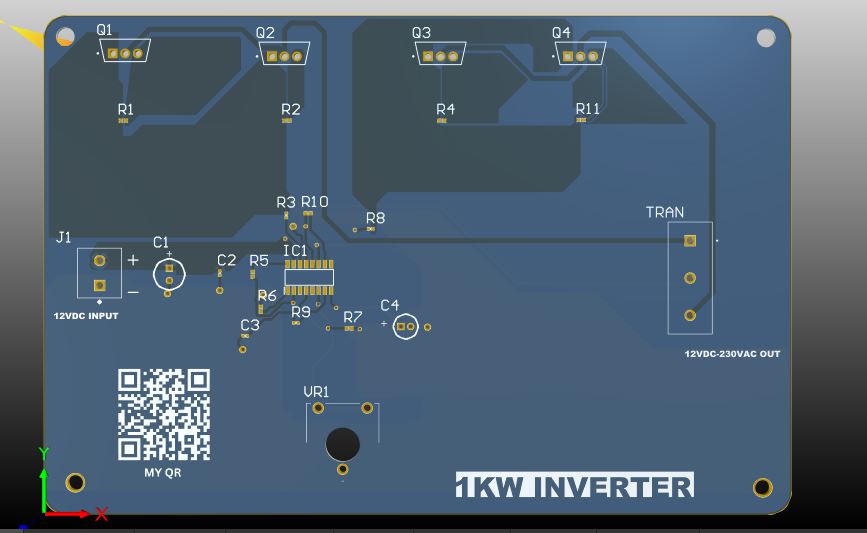 Q1
Q2
Q3
Q4
R1
R2
R4
R11
R3 R10
R8
TRAN
J1
C1
+
IC1
C2
R5
+
−
R6
C4
+
R9
R7
C3
12VDC INPUT
12VDC-230VAC OUT
VR1
MY QR
1KW INVERTER
Y
X